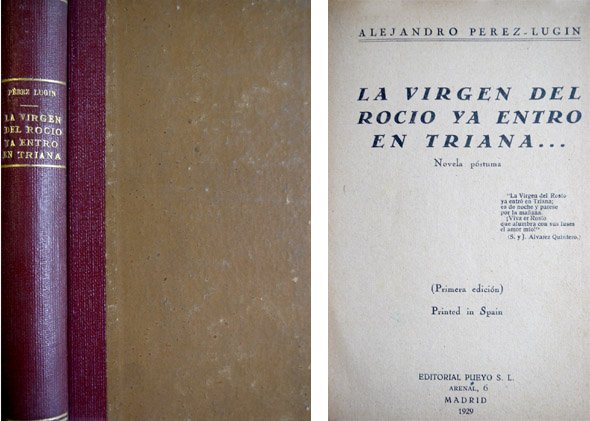 PÉREZ LUGIN
LA VIRGEN
DEL ROCIO
YA ENTRO
EN TRIANA
ALEJANDRO PEREZ-LUGIN
LA VIRGEN DEL
ROCIO YA ENTRO
EN TRIANA...
Novela póstuma
"La Virgen del Rosío
ya entró en Triana;
es de noche y parese
por la mañana.
¡Viva er Rosío
que alumbra con sus luses
el amor mío!"
(S. y J. Alvarez Quintero.)
(Primera edición)
Printed in Spain
EDITORIAL PUEYO S. L.
ARENAL, 6
MADRID
1929